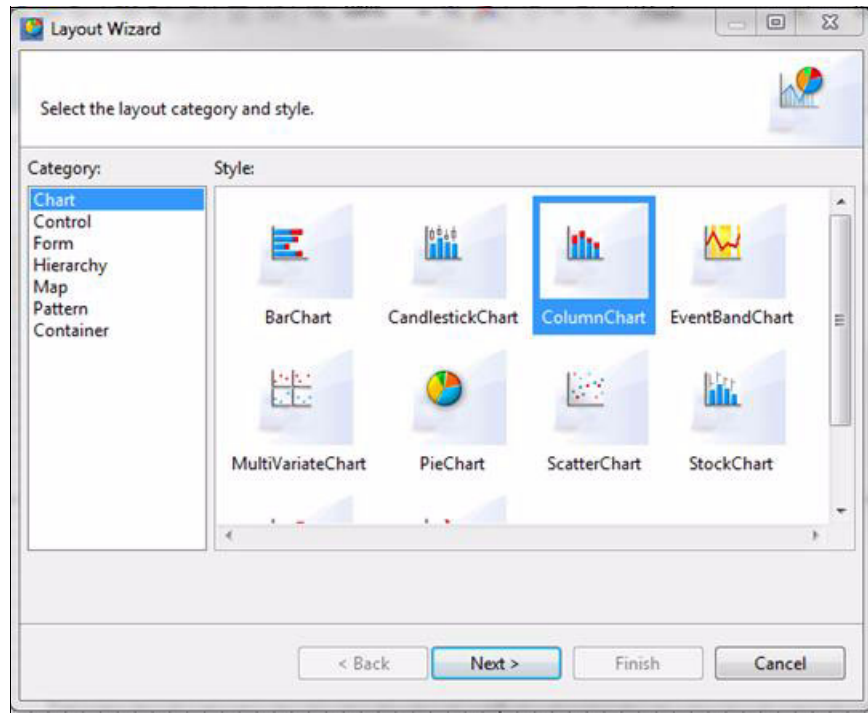 Layout Wizard
Select the layout category and style.
Category:
Style:
Chart
Control
Form
Hierarchy
Map
Pattern
Container
BarChart
CandlestickChart
ColumnChart
EventBandChart
MultiVariateChart
PieChart
ScatterChart
StockChart
< Back
Next >
Finish
Cancel